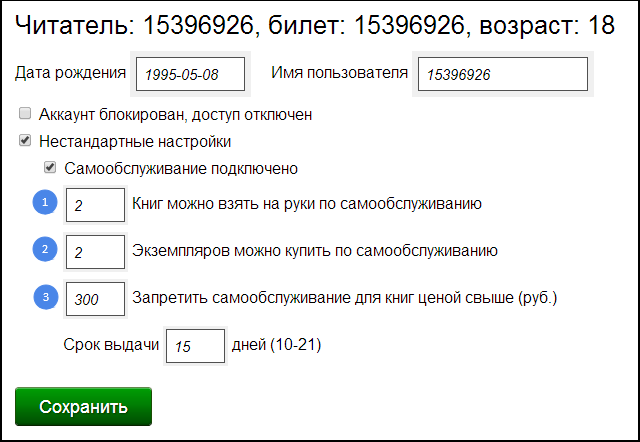 Читатель: 15396926, билет: 15396926, возраст: 18
Дата рождения 1995-05-08 Имя пользователя 15396926
Аккаунт блокирован, доступ отключен
Нестандартные настройки
Самообслуживание подключено
1 2 Книг можно взять на руки по самообслуживанию
2 2 Экземпляров можно купить по самообслуживанию
3 300 Запретить самообслуживание для книг ценой свыше (руб.)
Срок выдачи 15 дней (10-21)
Сохранить